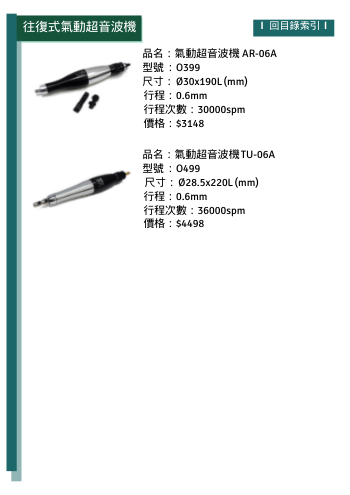 往復式氣動超音波機
I 回目錄索引 I
品名：氣動超音波機 AR-06A
型號 ：O399
尺寸： Ø30x190L (mm)
行程：0.6mm
行程次數：30000spm
價格：$3148
品名：氣動超音波機TU-06A
型號 ：O499
尺寸： Ø28.5x220L (mm)
行程：0.6mm
行程次數：36000spm
價格：$4498